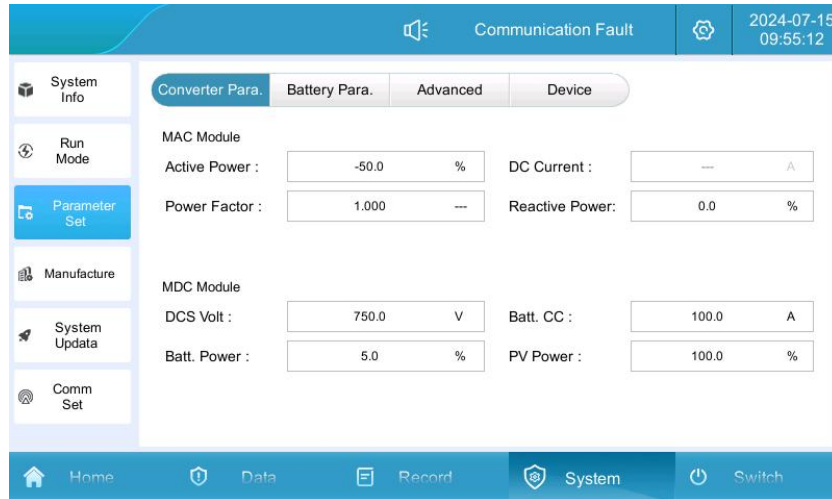 Communication Fault
2024-07-15
09:55:12
System
Info
Run
Mode
Parameter
Set
Manufacture
System
Updata
Comm
Set
Converter Para. Battery Para. Advanced Device
MAC Module
Active Power : -50.0 % DC Current : --- A
Power Factor : 1.000 --- Reactive Power: 0.0 %
MDC Module
DCS Volt : 750.0 V Batt. CC : 100.0 A
Batt. Power : 5.0 % PV Power : 100.0 %
Home Data Record System Switch